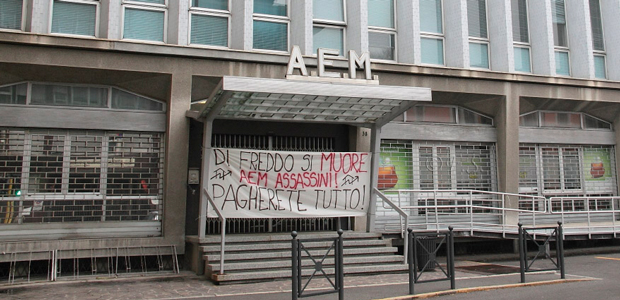 A.E.M
DI FREDDO SI MUORE
AEM ASSASSINI!
PAGHERETE TUTTO!